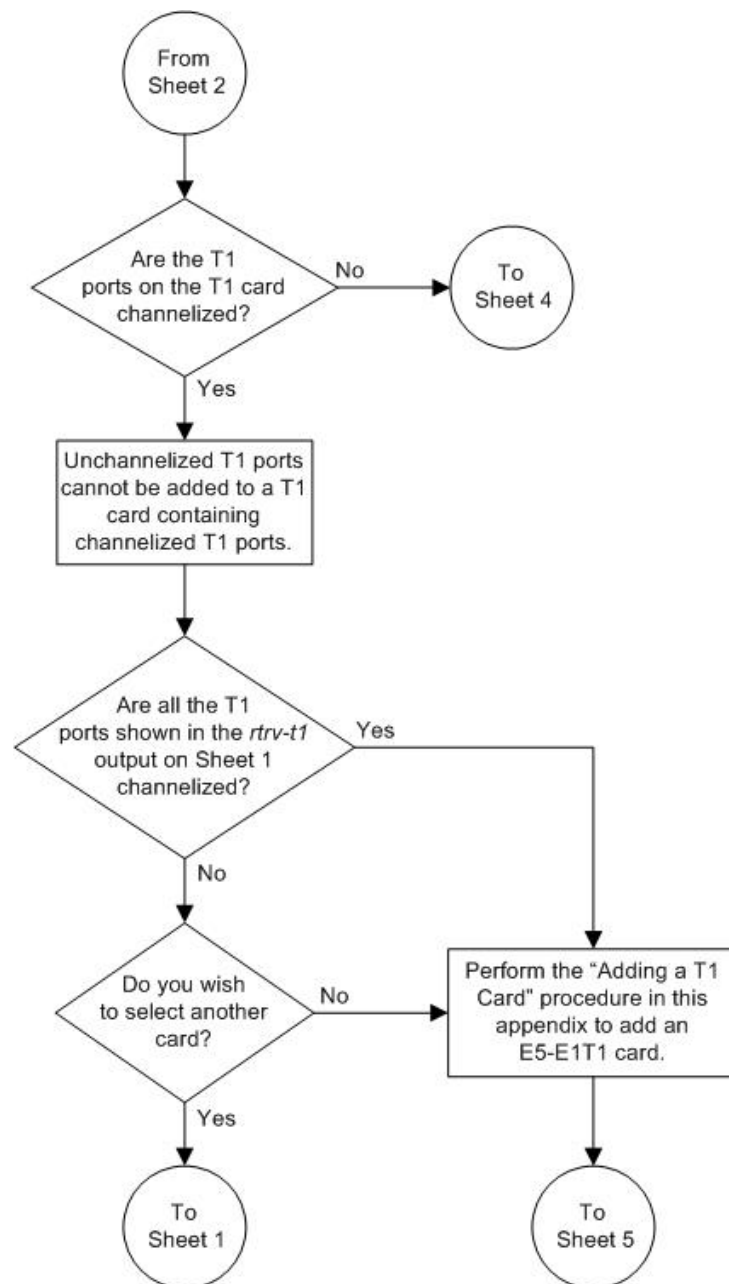 From
Sheet 2
Are the T1
ports on the T1 card
channelized?
No
To
Sheet 4
Yes
Unchannelized T1 ports
cannot be added to a T1
card containing
channelized T1 ports.
Are all the T1
ports shown in the rtrv-t1
output on Sheet 1
channelized?
Yes
No
Do you wish
to select another
card?
No
Perform the “Adding a T1
Card" procedure in this
appendix to add an
E5-E1T1 card.
Yes
To
Sheet 1
To
Sheet 5